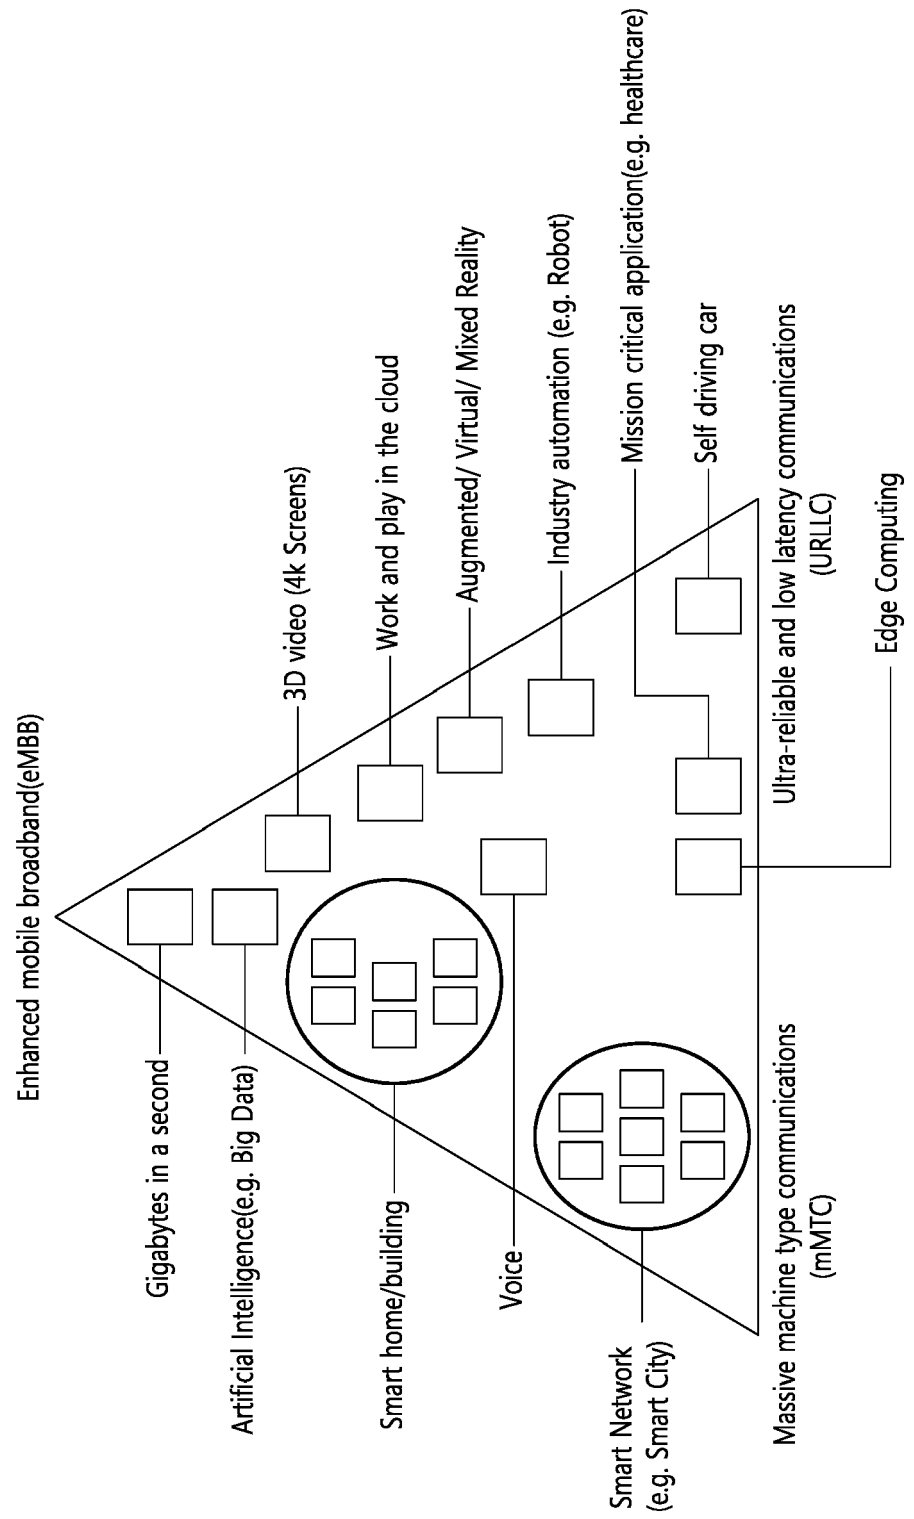 Enhanced mobile broadband(eMBB)
Gigabytes in a second
Artificial Intelligence(e.g. Big Data)
3D video (4k Screens)
Smart home/building
Work and play in the cloud
Augmented/ Virtual/ Mixed Reality
Voice
Industry automation (e.g. Robot)
Smart Network
(e.g. Smart City)
Mission critical application(e.g. healthcare)
Self driving car
Massive machine type communications
(mMTC)
Ultra-reliable and low latency communications
(URLLC)
Edge Computing